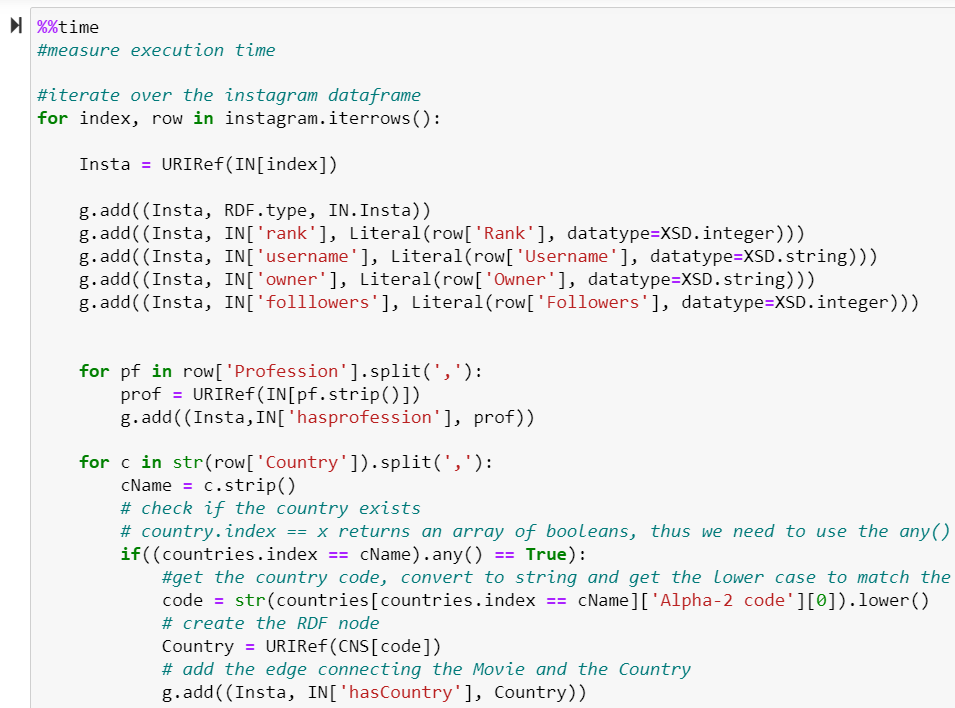 %%time
#measure execution time
#iterate over the instagram dataframe
for index, row in instagram.iterrows():
Insta = URIRef(IN[index])
g.add((Insta, RDF.type, IN.Insta))
g.add((Insta, IN['rank'], Literal(row['Rank'], datatype=XSD.integer)))
g.add((Insta, IN['username'], Literal(row['Username'], datatype=XSD.string)))
g.add((Insta, IN['owner'], Literal(row['Owner'], datatype=XSD.string)))
g.add((Insta, IN['folllowers'], Literal(row['Followers'], datatype=XSD.integer)))
for pf in row['Profession'].split(','):
prof = URIRef(IN[pf.strip()])
g.add((Insta,IN['hasprofession'], prof))
for c in str(row['Country']).split(','):
cName = c.strip()
# check if the country exists
# country.index == x returns an array of booleans, thus we need to use the any()
if((countries.index == cName).any() == True):
#get the country code, convert to string and get the lower case to match the
code = str(countries[countries.index == cName]['Alpha-2 code'][0]).lower()
# create the RDF node
Country = URIRef(CNS[code])
# add the edge connecting the Movie and the Country
g.add((Insta, IN['hasCountry'], Country))